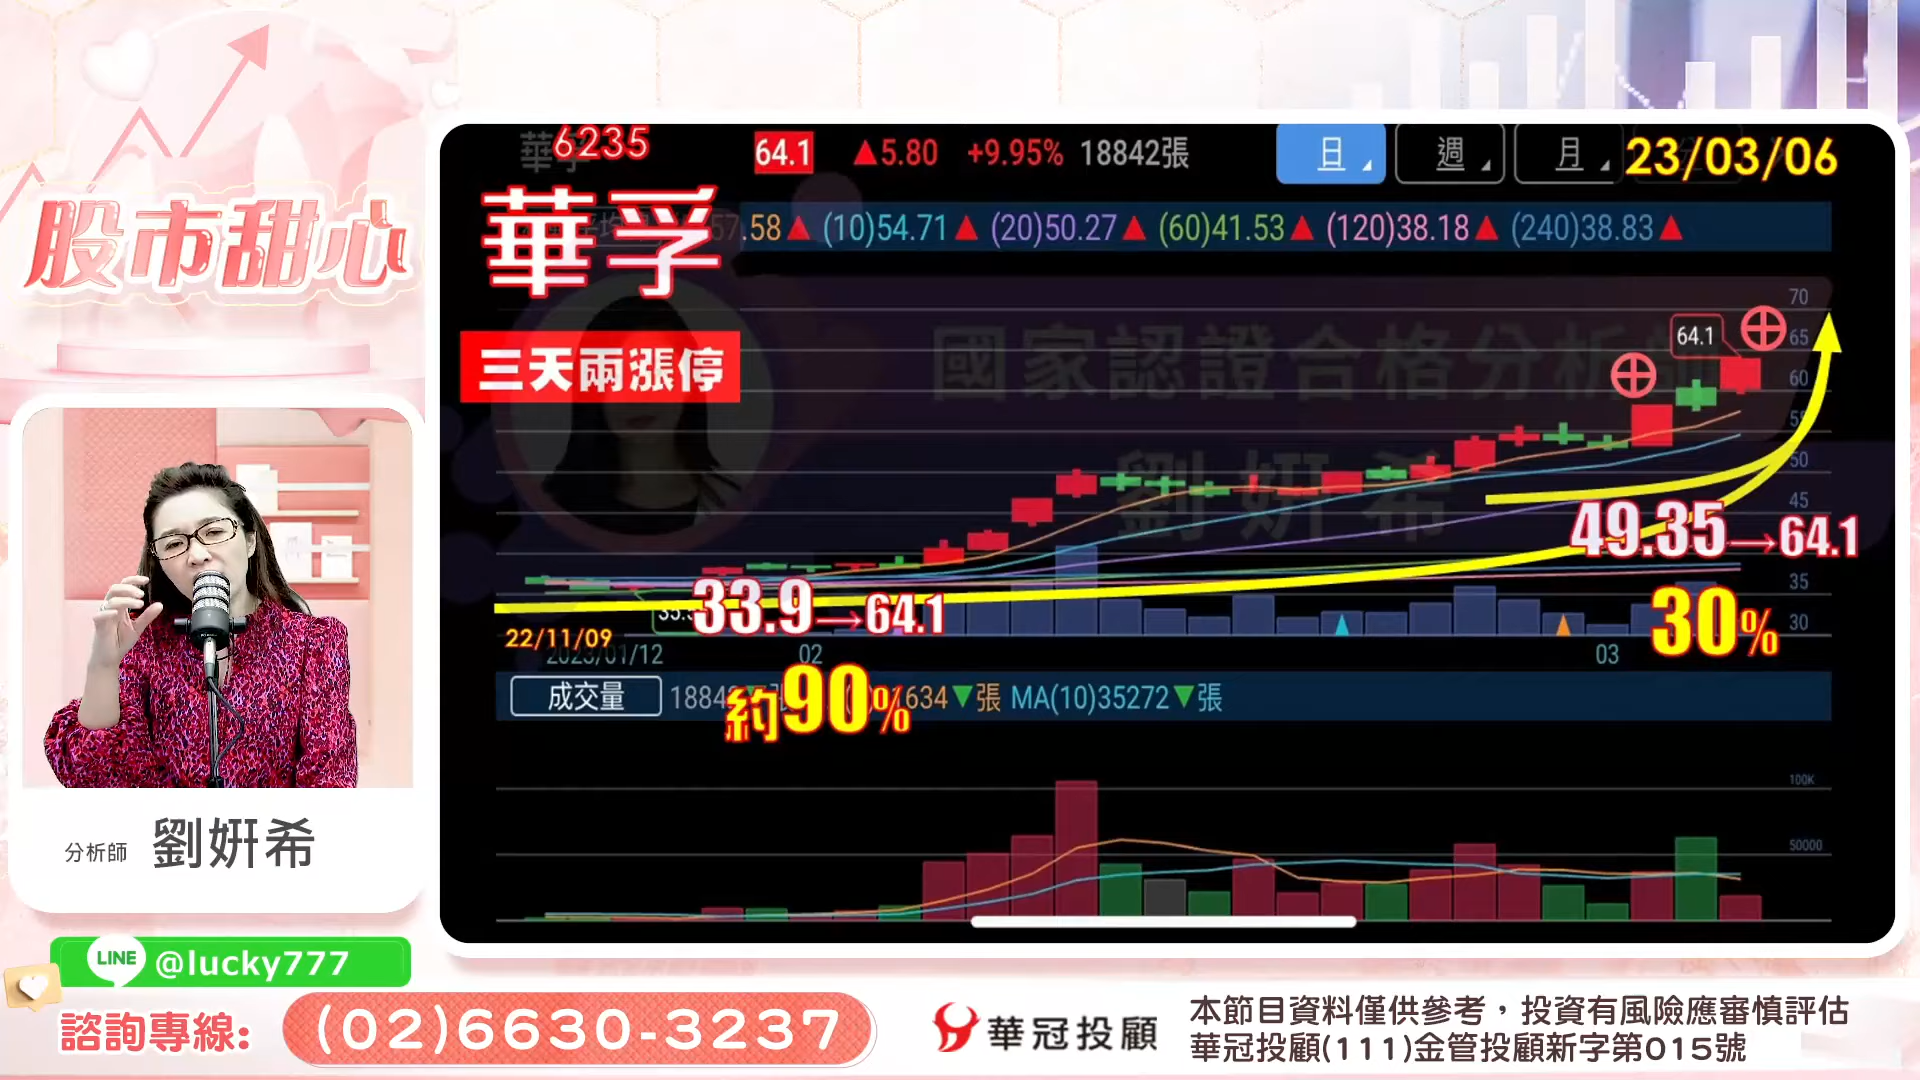 股市甜心
分析師 劉妍希
LINE @lucky777
諮詢專線: (02)6630-3237
華冠投顧
本節目資料僅供參考，投資有風險應審慎評估
華冠投顧(111)金管投顧新字第015號
6235
華孚
64.1 ▲5.80 +9.95% 18842張
日 週 月
23/03/06
57.58▲ (10)54.71▲ (20)50.27▲ (60)41.53▲ (120)38.18▲ (240)38.83▲
三天兩漲停
國家認證合格分析師
劉妍希
70
64.1
65
60
55
50
45
49.35→64.1
35
33.9→64.1
30%
30
22/11/09
2023/01/12 02 03
成交量 634▼張 MA(10)35272▼張
約90%
100K
50000